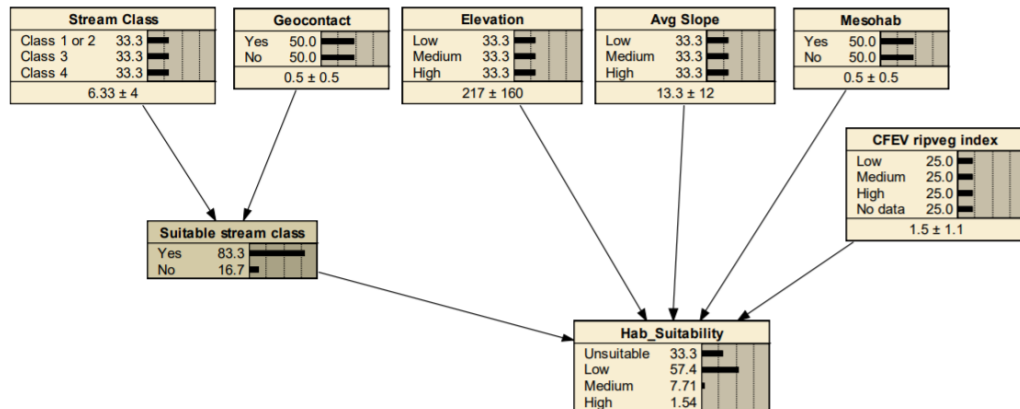 Stream Class
Class 1 or 2 33.3
Class 3 33.3
Class 4 33.3
6.33 ± 4
Geocontact
Yes 50.0
No 50.0
0.5 ± 0.5
Elevation
Low 33.3
Medium 33.3
High 33.3
217 ± 160
Avg Slope
Low 33.3
Medium 33.3
High 33.3
13.3 ± 12
Mesohab
Yes 50.0
No 50.0
0.5 ± 0.5
CFEV ripveg index
Low 25.0
Medium 25.0
High 25.0
No data 25.0
1.5 ± 1.1
Suitable stream class
Yes 83.3
No 16.7
Hab_Suitability
Unsuitable 33.3
Low 57.4
Medium 7.71
High 1.54